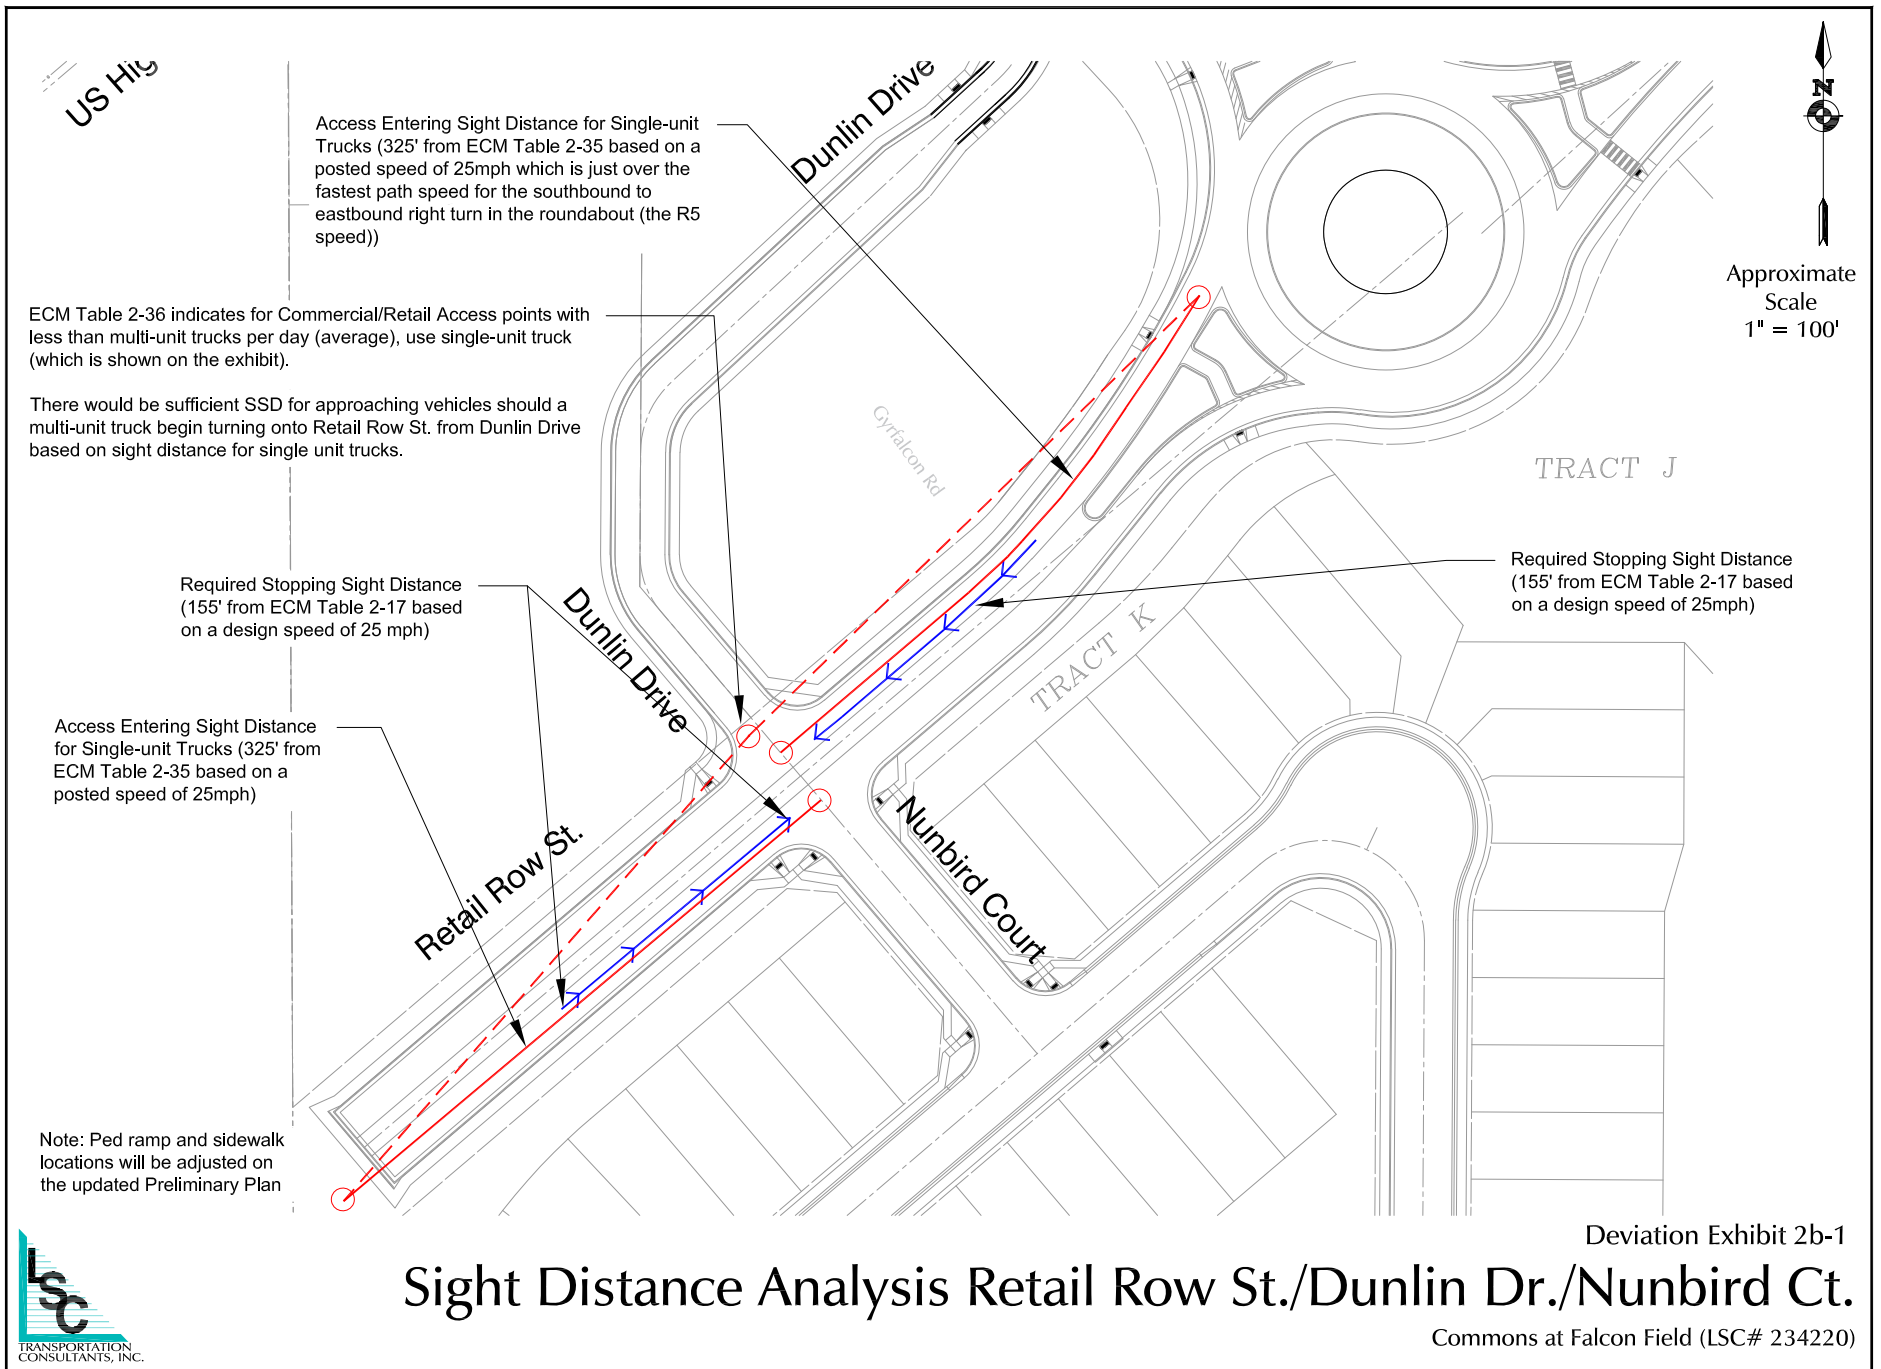 US Hig
Dunlin Drive
Access Entering Sight Distance for Single-unit
Trucks (325' from ECM Table 2-35 based on a
posted speed of 25mph which is just over the
fastest path speed for the southbound to
eastbound right turn in the roundabout (the R5
speed))
N
Approximate
Scale
1" = 100'
ECM Table 2-36 indicates for Commercial/Retail Access points with
less than multi-unit trucks per day (average), use single-unit truck
(which is shown on the exhibit).
There would be sufficient SSD for approaching vehicles should a
multi-unit truck begin turning onto Retail Row St. from Dunlin Drive
based on sight distance for single unit trucks.
Gyrfalcon Rd
TRACT J
Required Stopping Sight Distance
(155' from ECM Table 2-17 based
on a design speed of 25 mph)
Dunlin Drive
Required Stopping Sight Distance
(155' from ECM Table 2-17 based
on a design speed of 25mph)
TRACT K
Access Entering Sight Distance
for Single-unit Trucks (325' from
ECM Table 2-35 based on a
posted speed of 25mph)
Retail Row St.
Nunbird Court
Note: Ped ramp and sidewalk
locations will be adjusted on
the updated Preliminary Plan
Deviation Exhibit 2b-1
Sight Distance Analysis Retail Row St./Dunlin Dr./Nunbird Ct.
Commons at Falcon Field (LSC# 234220)
LSC
TRANSPORTATION
CONSULTANTS, INC.